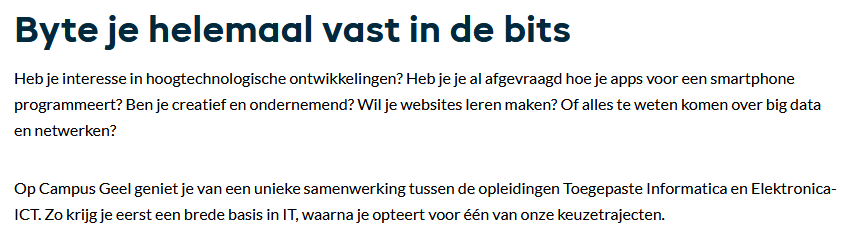 Byte je helemaal vast in de bits
Heb je interesse in hoogtechnologische ontwikkelingen? Heb je je al afgevraagd hoe je apps voor een smartphone
programmeert? Ben je creatief en ondernemend? Wil je websites leren maken? Of alles te weten komen over big data
en netwerken?
Op Campus Geel geniet je van een unieke samenwerking tussen de opleidingen Toegepaste Informatica en Elektronica-
ICT. Zo krijg je eerst een brede basis in IT, waarna je opteert voor één van onze keuzetrajecten.